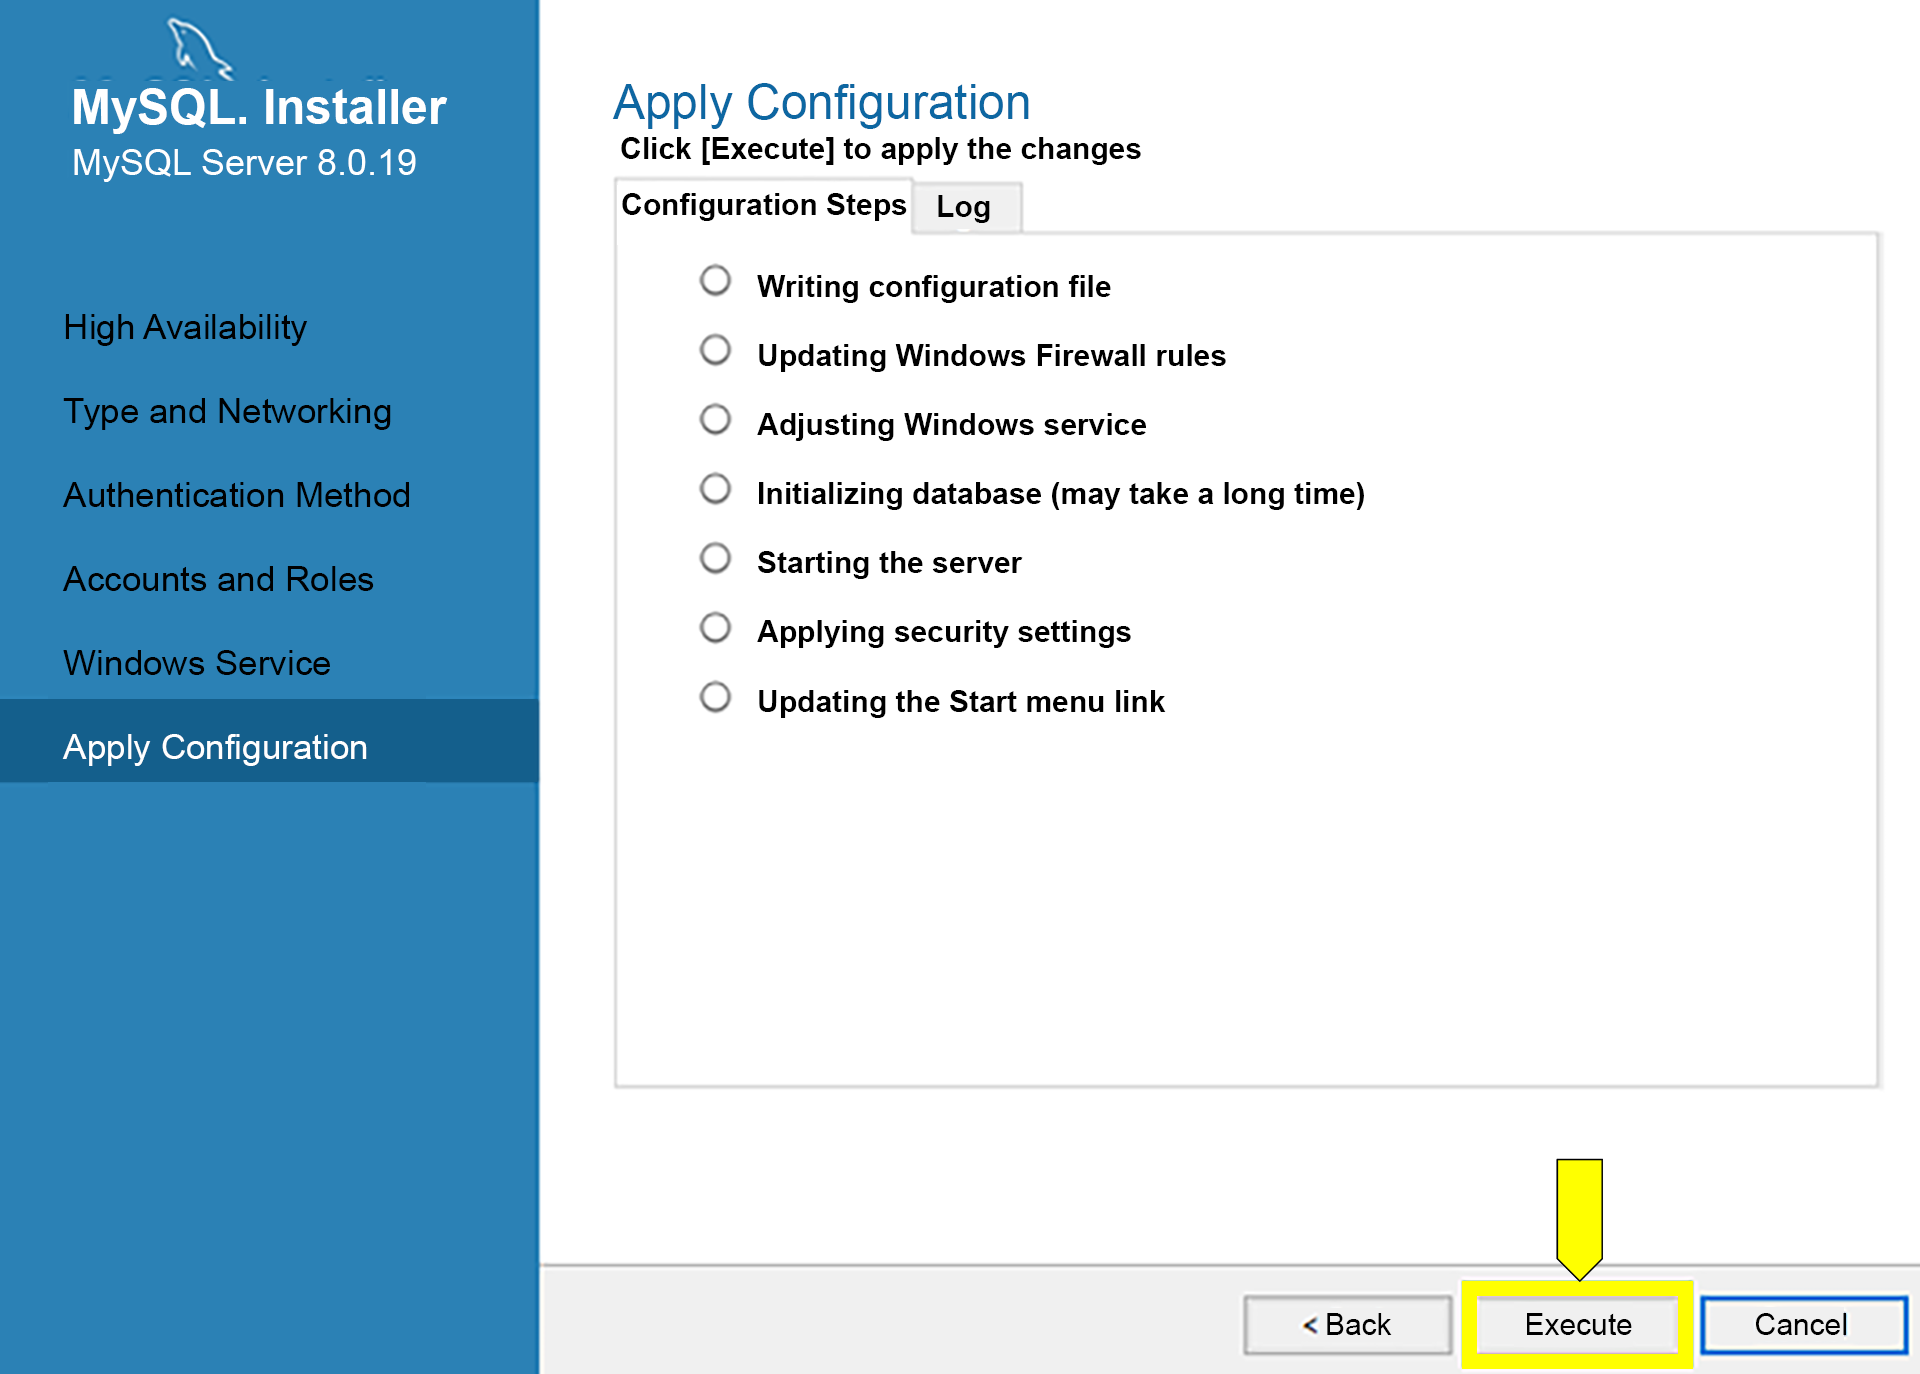 MySQL. Installer
MySQL Server 8.0.19
High Availability
Type and Networking
Authentication Method
Accounts and Roles
Windows Service
Apply Configuration
Apply Configuration
Click [Execute] to apply the changes
Configuration Steps
Log
Writing configuration file
Updating Windows Firewall rules
Adjusting Windows service
Initializing database (may take a long time)
Starting the server
Applying security settings
Updating the Start menu link
< Back
Execute
Cancel